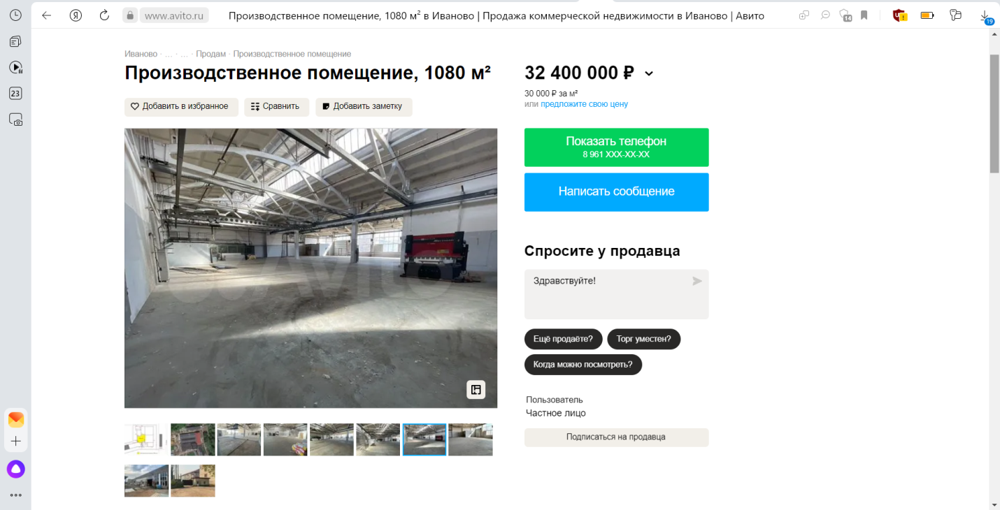 www.avito.ru
Производственное помещение, 1080 м² в Иваново | Продажа коммерческой недвижимости в Иваново | Авито
14
19
23
Иваново · ... · ... · Продам · Производственное помещение
Производственное помещение, 1080 м²
Добавить в избранное
Сравнить
Добавить заметку
Avito
32 400 000 ₽
30 000 ₽ за м²
или предложите свою цену
Показать телефон
8 961 XXX-XX-XX
Написать сообщение
Спросите у продавца
Здравствуйте!
Ещё продаёте?
Торг уместен?
Когда можно посмотреть?
Пользователь
Частное лицо
Подписаться на продавца